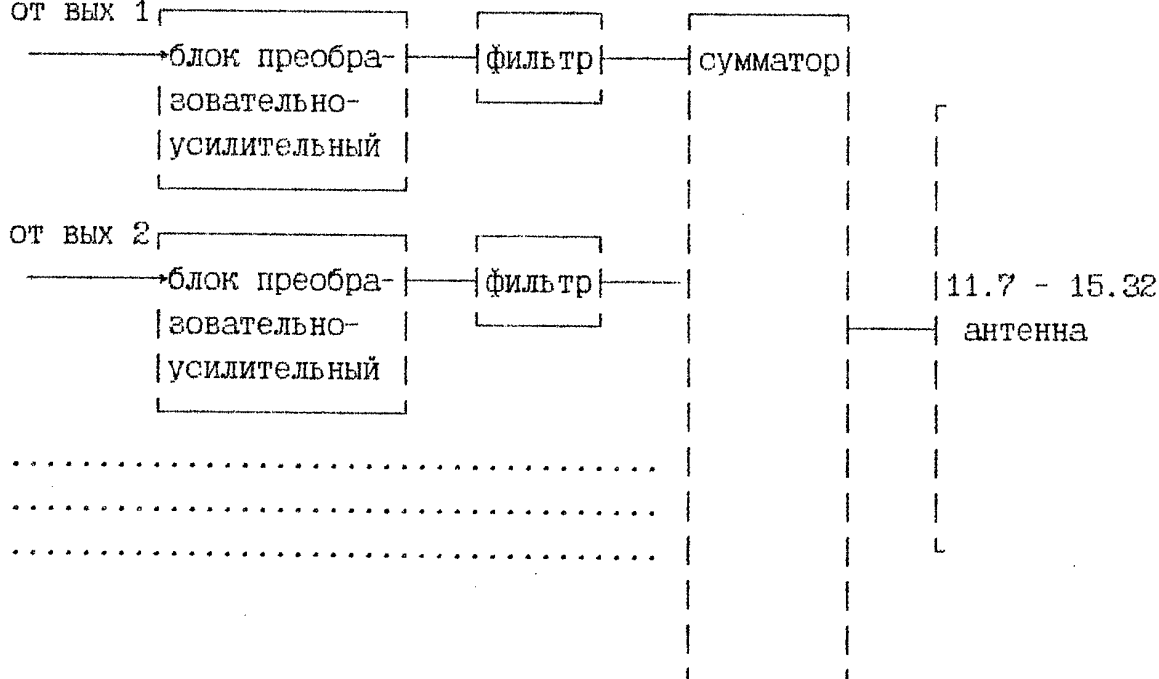 от вых 1
блок преобра- фильтр сумматор
зовательно-
усилительный
от вых 2
блок преобра- фильтр 11.7 - 15.32
зовательно- антенна
усилительный